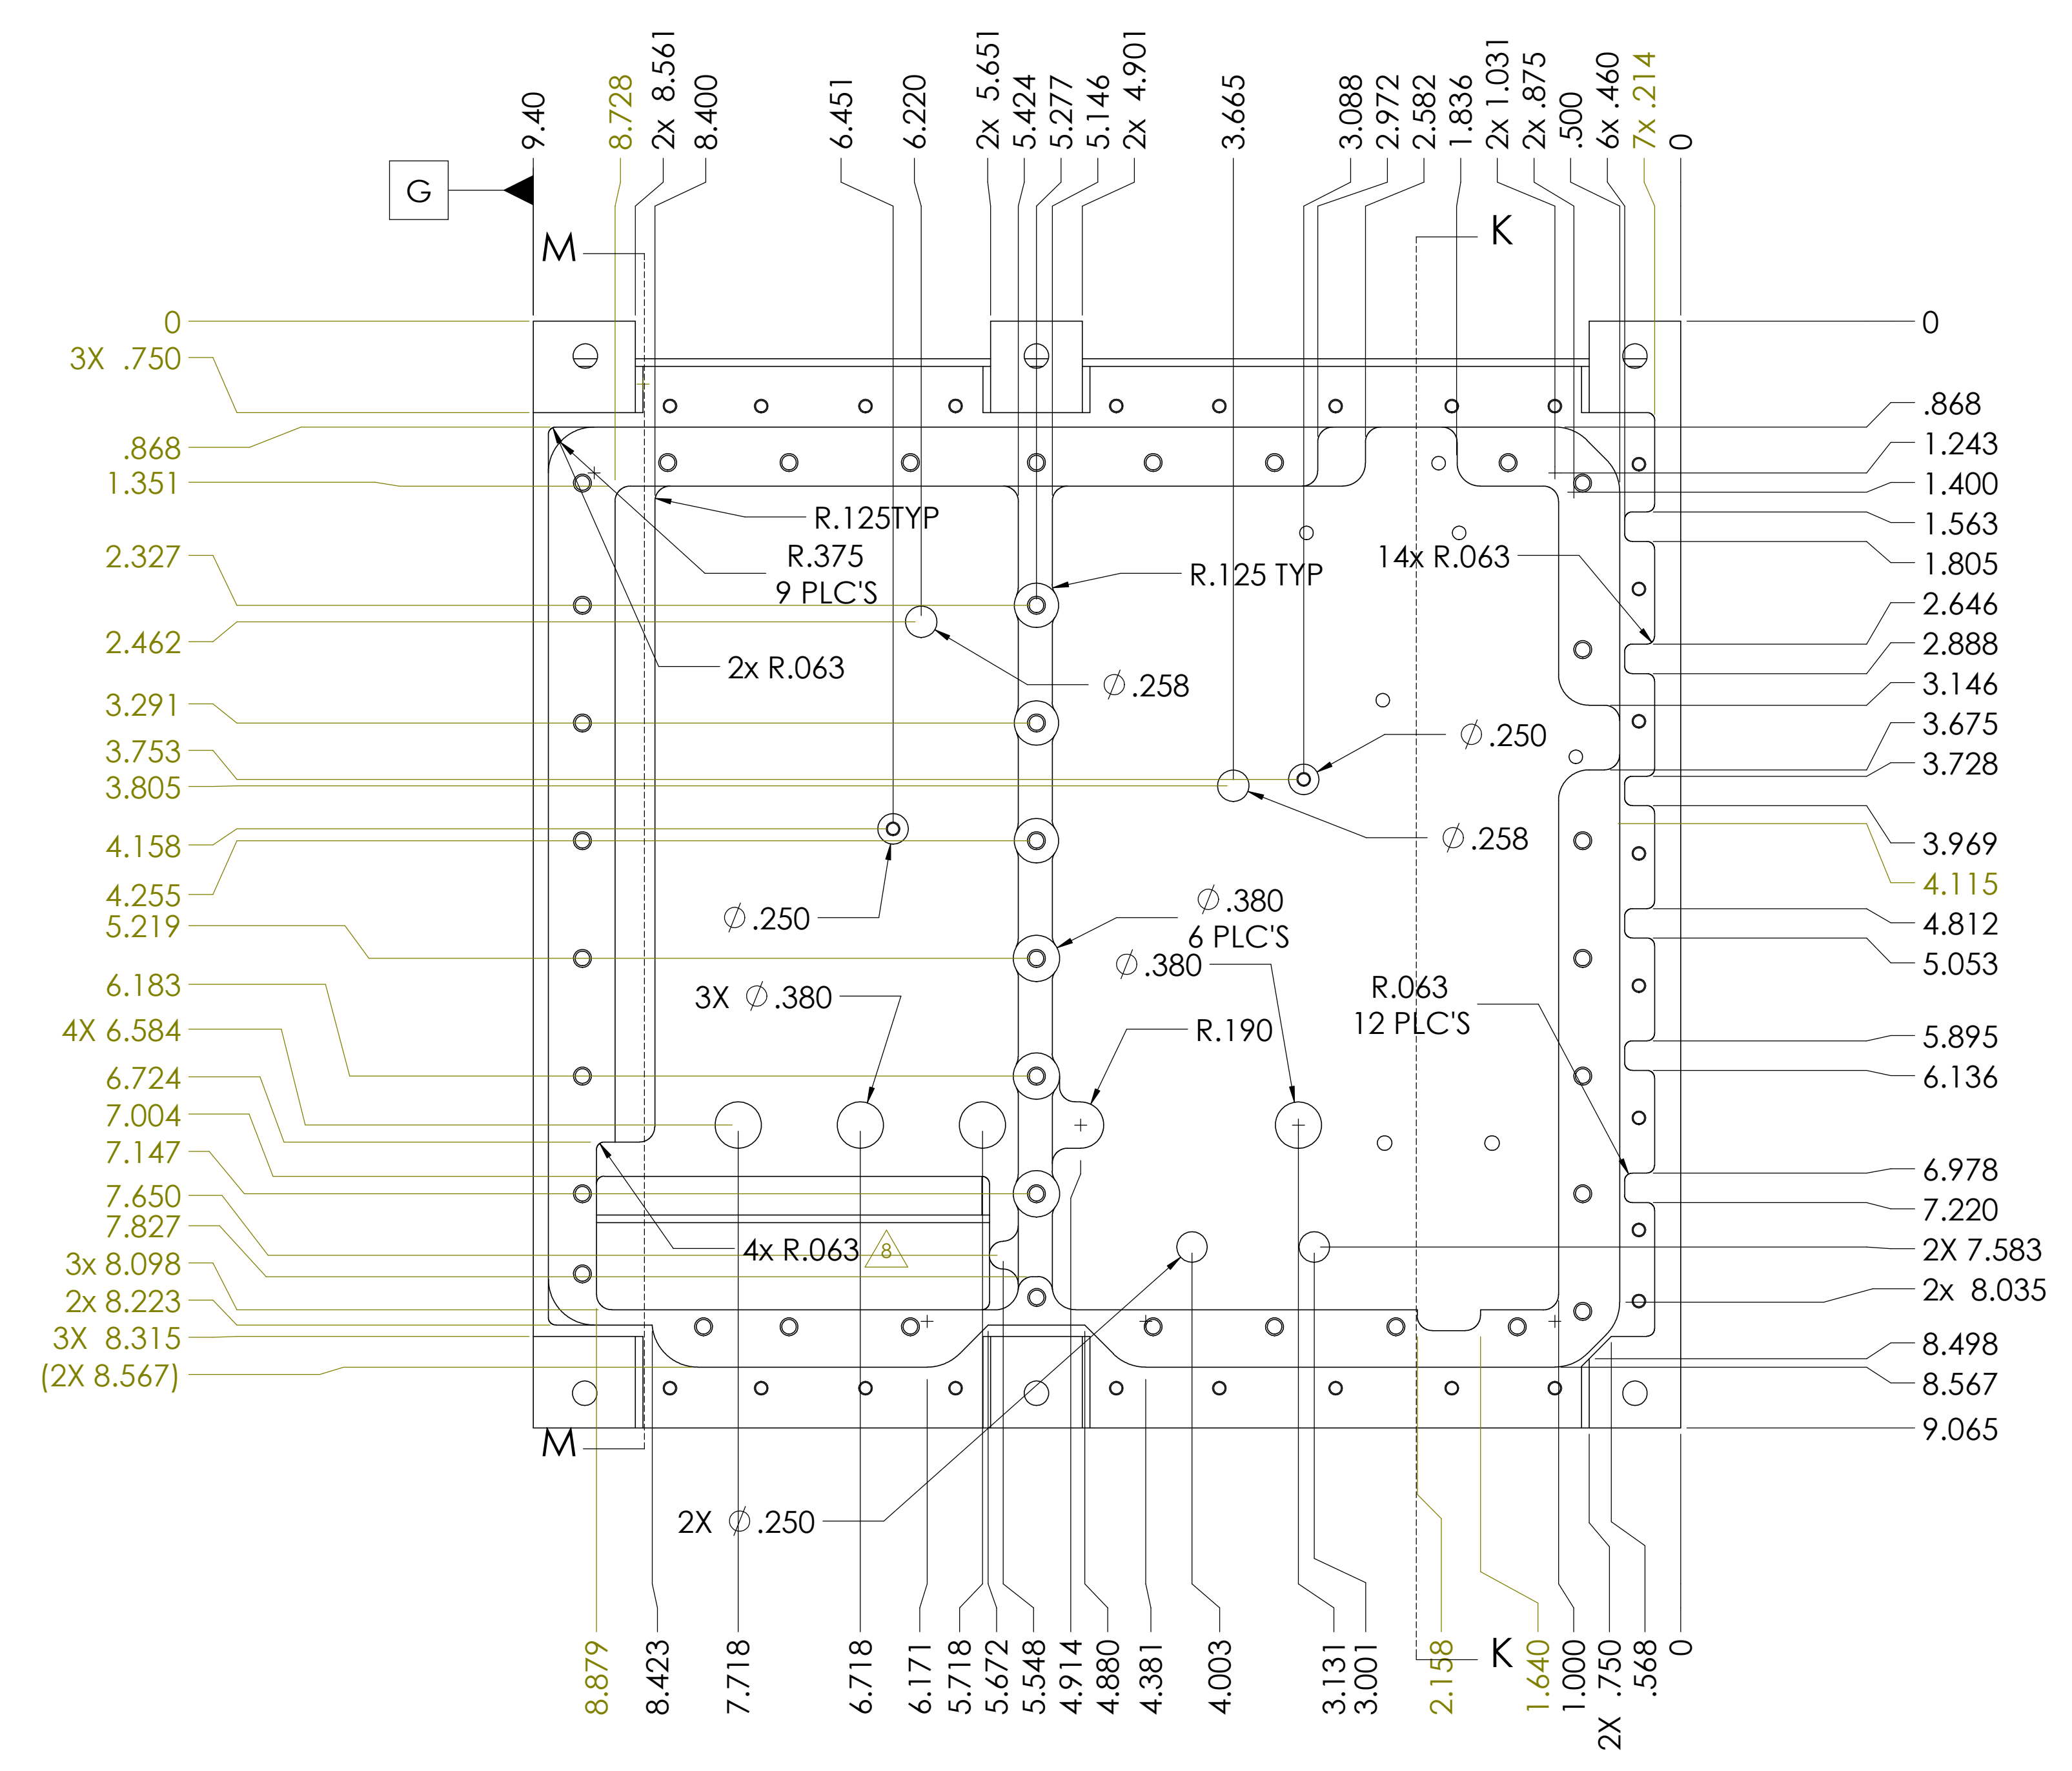 9.40
8.728
2x 8.561
8.400
6.451
6.220
2x 5.651
5.424
5.277
5.146
2x 4.901
3.665
3.088
2.972
2.582
1.836
2x 1.031
2x .875
.500
6x .460
7x .214
0
G
M
K
0
3X .750
.868
1.351
2.327
2.462
3.291
3.753
3.805
4.158
4.255
5.219
6.183
4X 6.584
6.724
7.004
7.147
7.650
7.827
3x 8.098
2x 8.223
3X 8.315
(2X 8.567)
R.125TYP
R.375
9 PLC'S
2x R.063
R.125 TYP
14x R.063
∅ .258
∅ .250
∅ .258
∅ .250
∅ .380
6 PLC'S
∅ .380
3X ∅ .380
R.190
R.063
12 PLC'S
4x R.063
8
2X ∅ .250
0
.868
1.243
1.400
1.563
1.805
2.646
2.888
3.146
3.675
3.728
3.969
4.115
4.812
5.053
5.895
6.136
6.978
7.220
2X 7.583
2x 8.035
8.498
8.567
9.065
M
K
8.879
8.423
7.718
6.718
6.171
5.718
5.672
5.548
4.914
4.880
4.381
4.003
3.131
3.001
2.158
1.640
1.000
2X .750
.568
0